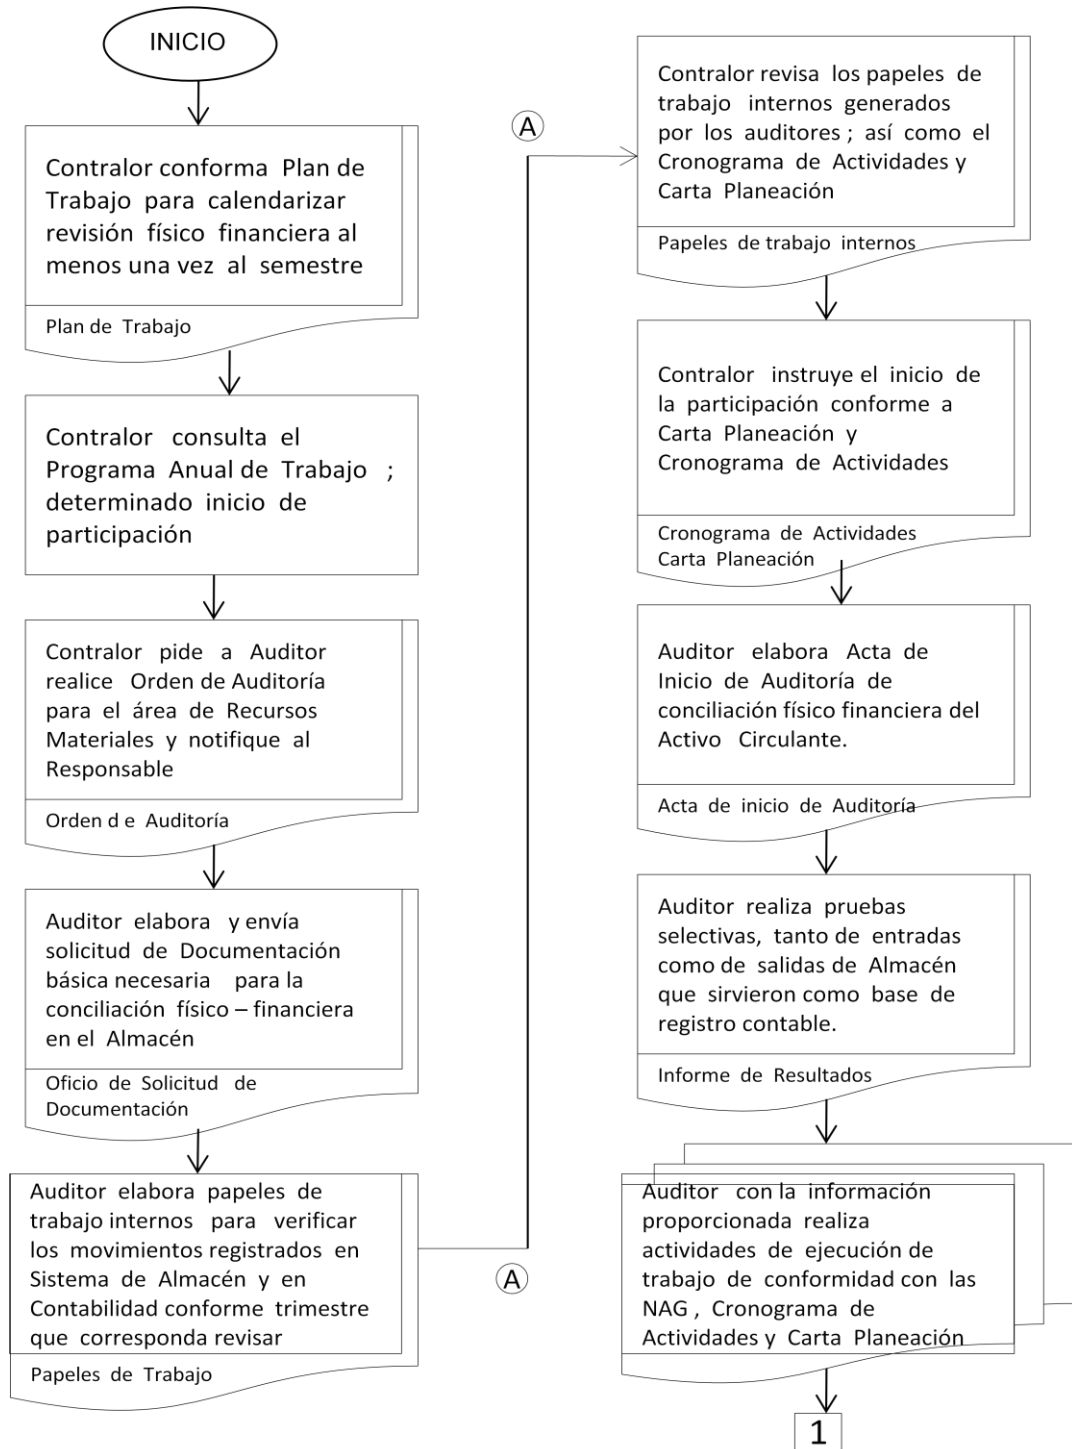 INICIO
Contralor conforma Plan de
Trabajo para calendarizar
revisión físico financiera al
menos una vez al semestre
Plan de Trabajo
Contralor consulta el
Programa Anual de Trabajo ;
determinado inicio de
participación
Contralor pide a Auditor
realice Orden de Auditoría
para el área de Recursos
Materiales y notifique al
Responsable
Orden d e Auditoría
Auditor elabora y envía
solicitud de Documentación
básica necesaria para la
conciliación físico – financiera
en el Almacén
Oficio de Solicitud de
Documentación
Auditor elabora papeles de
trabajo internos para verificar
los movimientos registrados en
Sistema de Almacén y en
Contabilidad conforme trimestre
que corresponda revisar
Papeles de Trabajo
A
A
Contralor revisa los papeles de
trabajo internos generados
por los auditores ; así como el
Cronograma de Actividades y
Carta Planeación
Papeles de trabajo internos
Contralor instruye el inicio de
la participación conforme a
Carta Planeación y
Cronograma de Actividades
Cronograma de Actividades
Carta Planeación
Auditor elabora Acta de
Inicio de Auditoría de
conciliación físico financiera del
Activo Circulante.
Acta de inicio de Auditoría
Auditor realiza pruebas
selectivas, tanto de entradas
como de salidas de Almacén
que sirvieron como base de
registro contable.
Informe de Resultados
Auditor con la información
proporcionada realiza
actividades de ejecución de
trabajo de conformidad con las
NAG , Cronograma de
Actividades y Carta Planeación
1